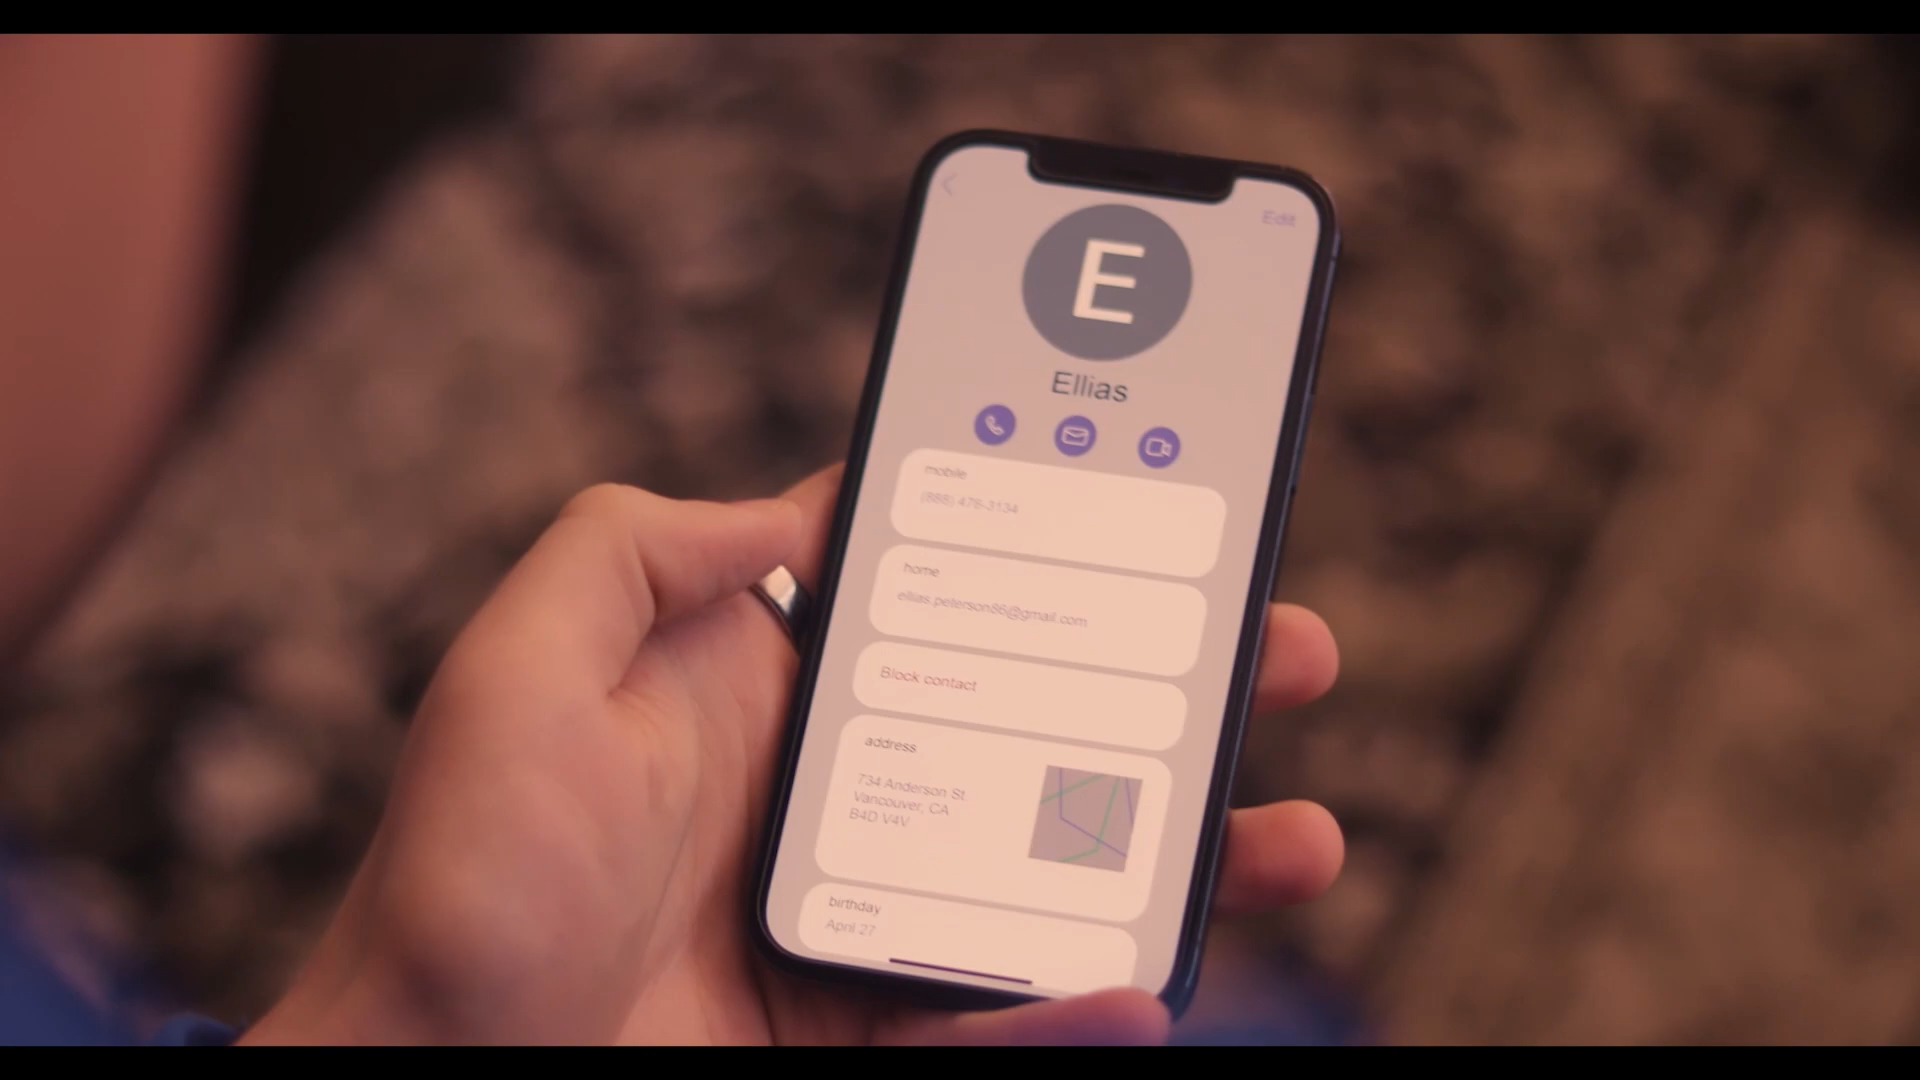 Edit
E
Ellias
mobile
(888) 476-3134
home
ellias.peterson86@gmail.com
Block contact
address
734 Anderson St
Vancouver, CA
B4D V4V
birthday
April 27